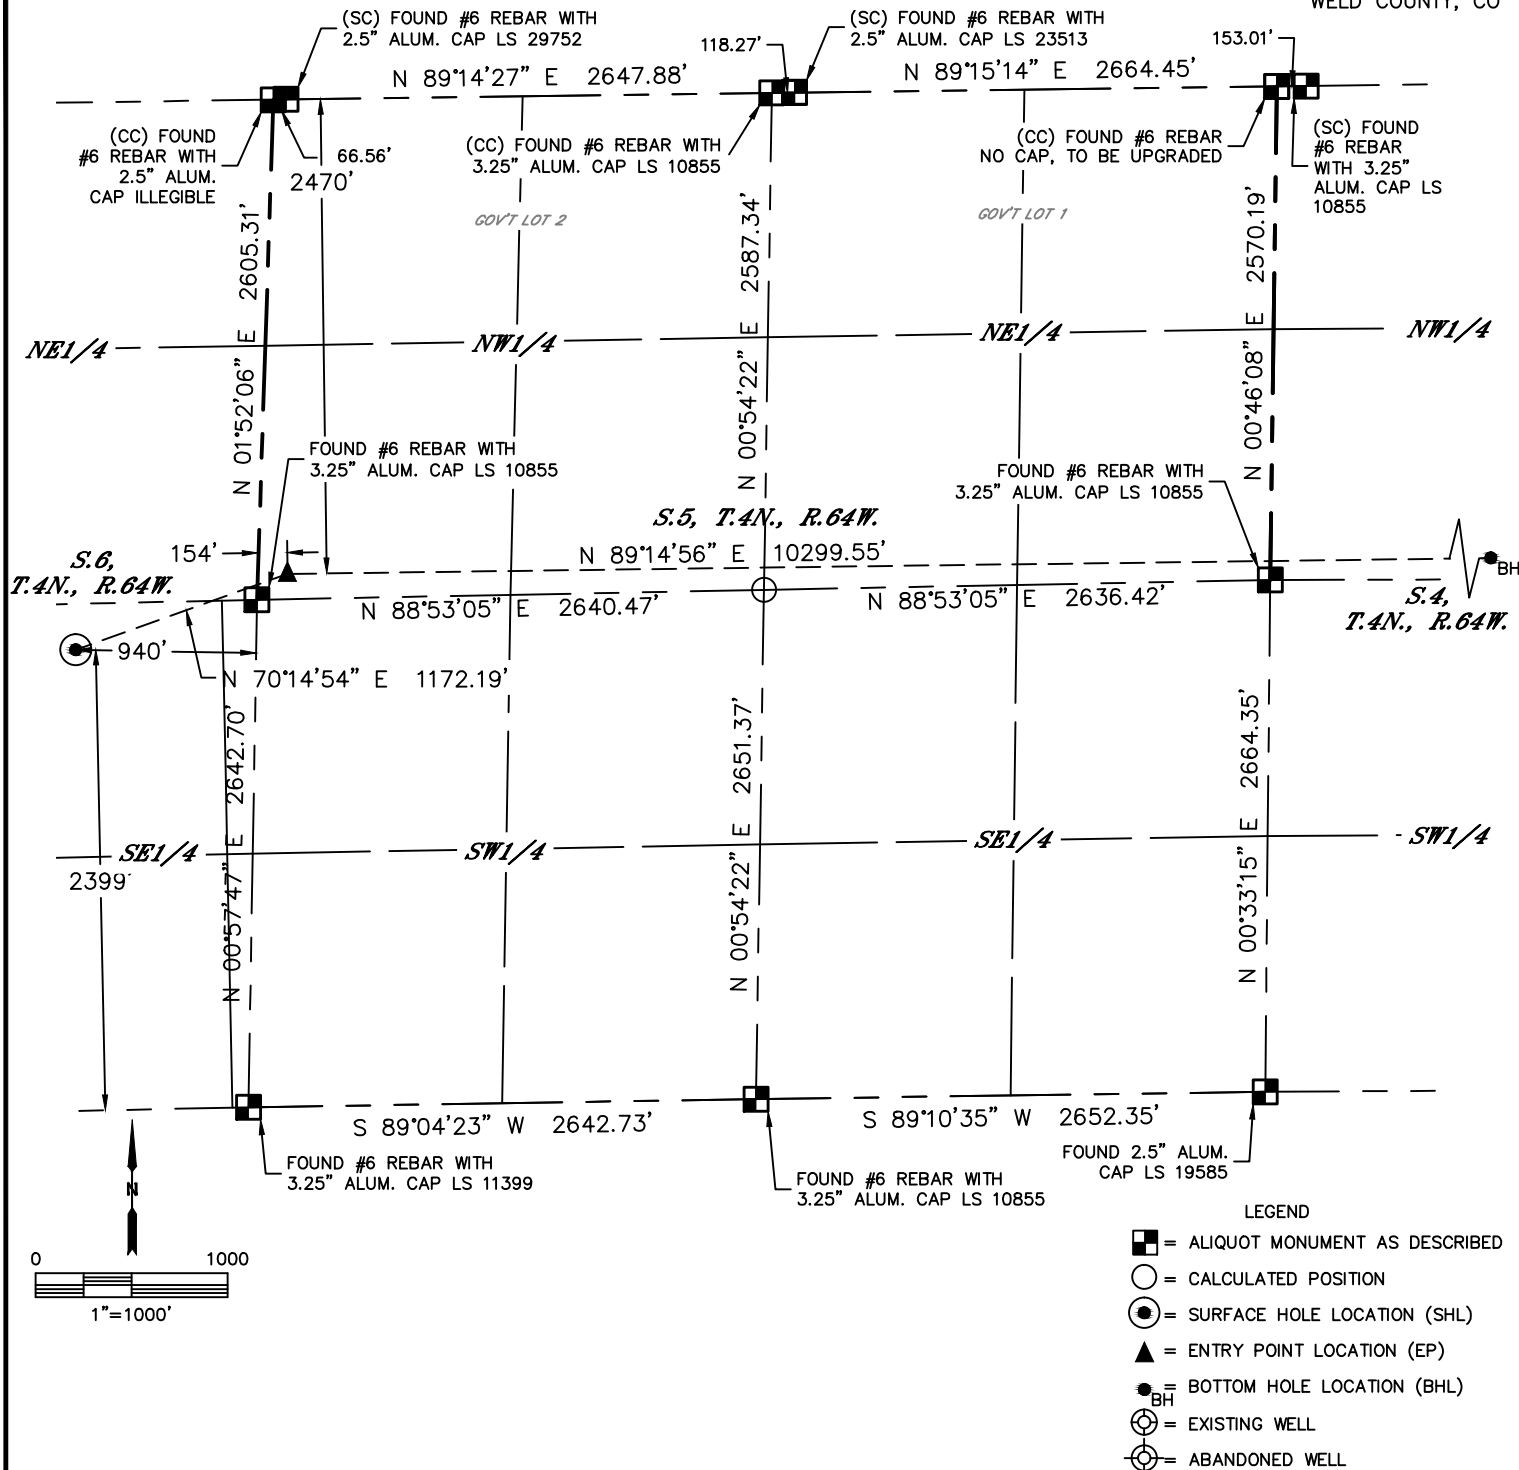 WELD COUNTY, CO
(SC) FOUND #6 REBAR WITH
2.5" ALUM. CAP LS 29752
(SC) FOUND #6 REBAR WITH
2.5" ALUM. CAP LS 23513
118.27'
153.01'
N 89°14'27" E 2647.88'
N 89°15'14" E 2664.45'
(CC) FOUND
#6 REBAR WITH
2.5" ALUM.
CAP ILLEGIBLE
66.56'
2470'
(CC) FOUND #6 REBAR WITH
3.25" ALUM. CAP LS 10855
(CC) FOUND #6 REBAR
NO CAP, TO BE UPGRADED
(SC) FOUND
#6 REBAR
WITH 3.25"
ALUM. CAP LS
10855
GOV'T LOT 2
GOV'T LOT 1
N 01°52'06" E 2605.31'
N 00°54'22" E 2587.34'
N 00°46'08" E 2570.19'
NE1/4
NW1/4
NE1/4
NW1/4
FOUND #6 REBAR WITH
3.25" ALUM. CAP LS 10855
FOUND #6 REBAR WITH
3.25" ALUM. CAP LS 10855
S.5, T.4N., R.64W.
S.6,
T.4N., R.64W.
154'
N 89°14'56" E 10299.55'
BH
N 88°53'05" E 2640.47'
N 88°53'05" E 2636.42'
S.4,
T.4N., R.64W.
940'
N 70°14'54" E 1172.19'
N 00°57'47" E 2642.70'
N 00°54'22" E 2651.37'
N 00°33'15" E 2664.35'
SE1/4
SW1/4
SE1/4
SW1/4
2399'
S 89°04'23" W 2642.73'
S 89°10'35" W 2652.35'
FOUND #6 REBAR WITH
3.25" ALUM. CAP LS 11399
FOUND #6 REBAR WITH
3.25" ALUM. CAP LS 10855
FOUND 2.5" ALUM.
CAP LS 19585
N
0 1000
1"=1000'
LEGEND
= ALIQUOT MONUMENT AS DESCRIBED
= CALCULATED POSITION
= SURFACE HOLE LOCATION (SHL)
= ENTRY POINT LOCATION (EP)
BH = BOTTOM HOLE LOCATION (BHL)
= EXISTING WELL
= ABANDONED WELL